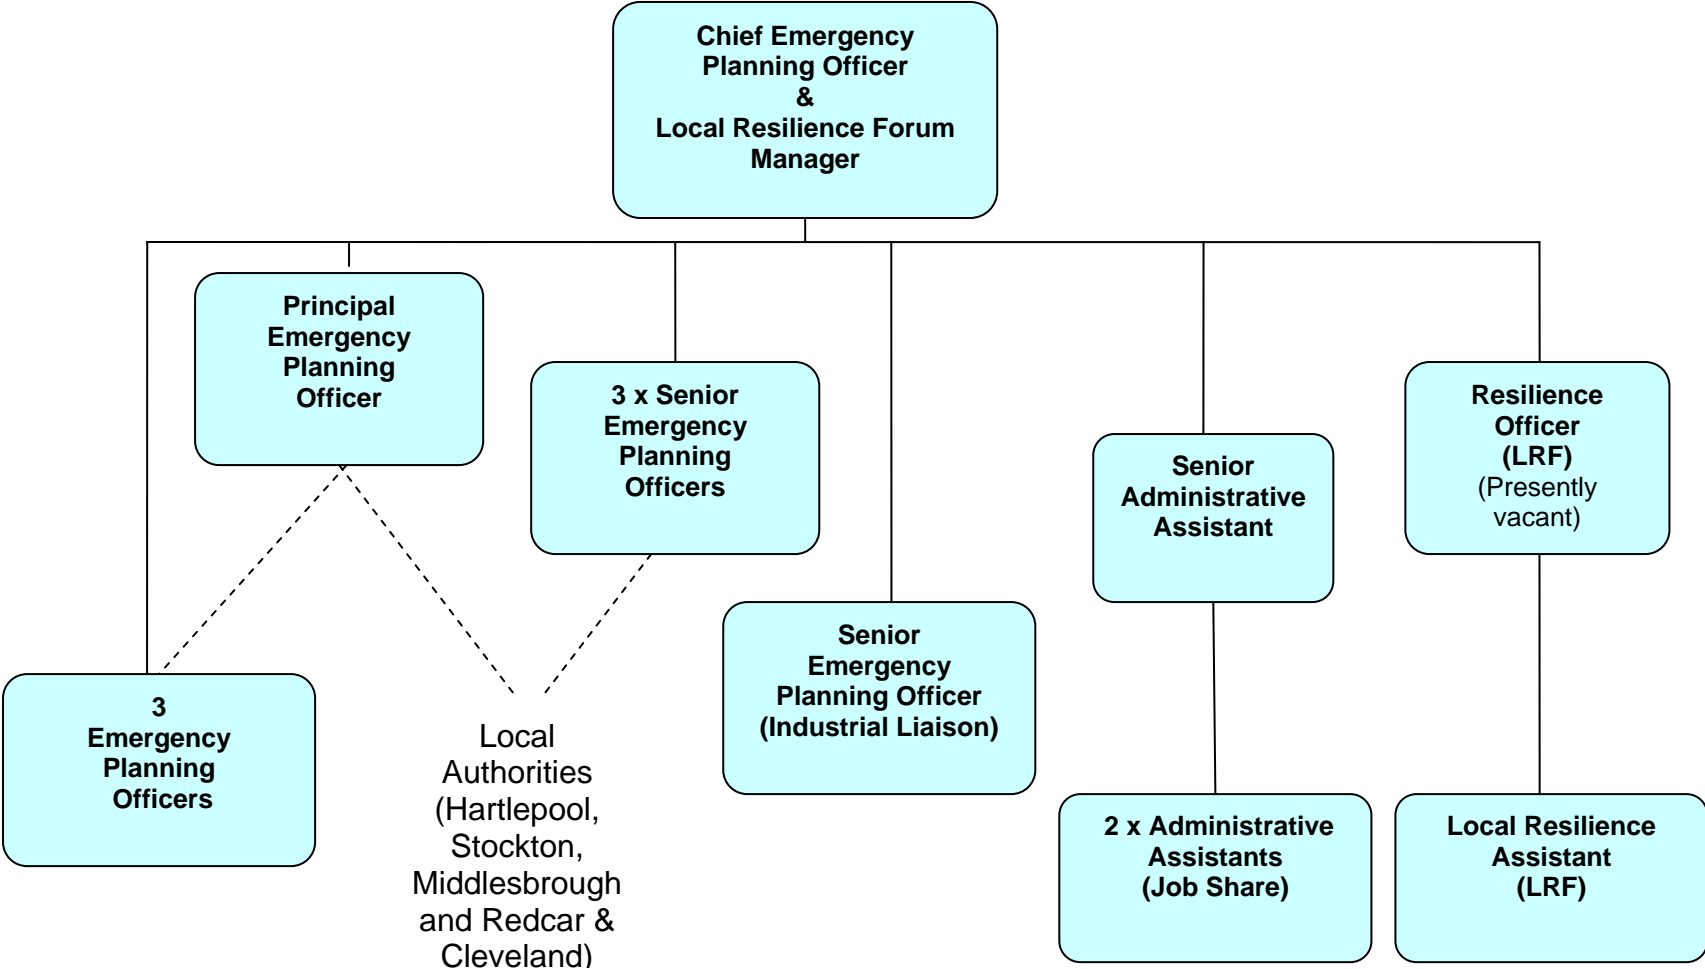 Chief Emergency
Planning Officer
&
Local Resilience Forum
Manager
Principal
Emergency
Planning
Officer
3 x Senior
Emergency
Planning
Officers
Senior
Administrative
Assistant
Resilience
Officer
(LRF)
(Presently
vacant)
3
Emergency
Planning
Officers
Local
Authorities
(Hartlepool,
Stockton,
Middlesbrough
and Redcar &
Cleveland)
Senior
Emergency
Planning Officer
(Industrial Liaison)
2 x Administrative
Assistants
(Job Share)
Local Resilience
Assistant
(LRF)